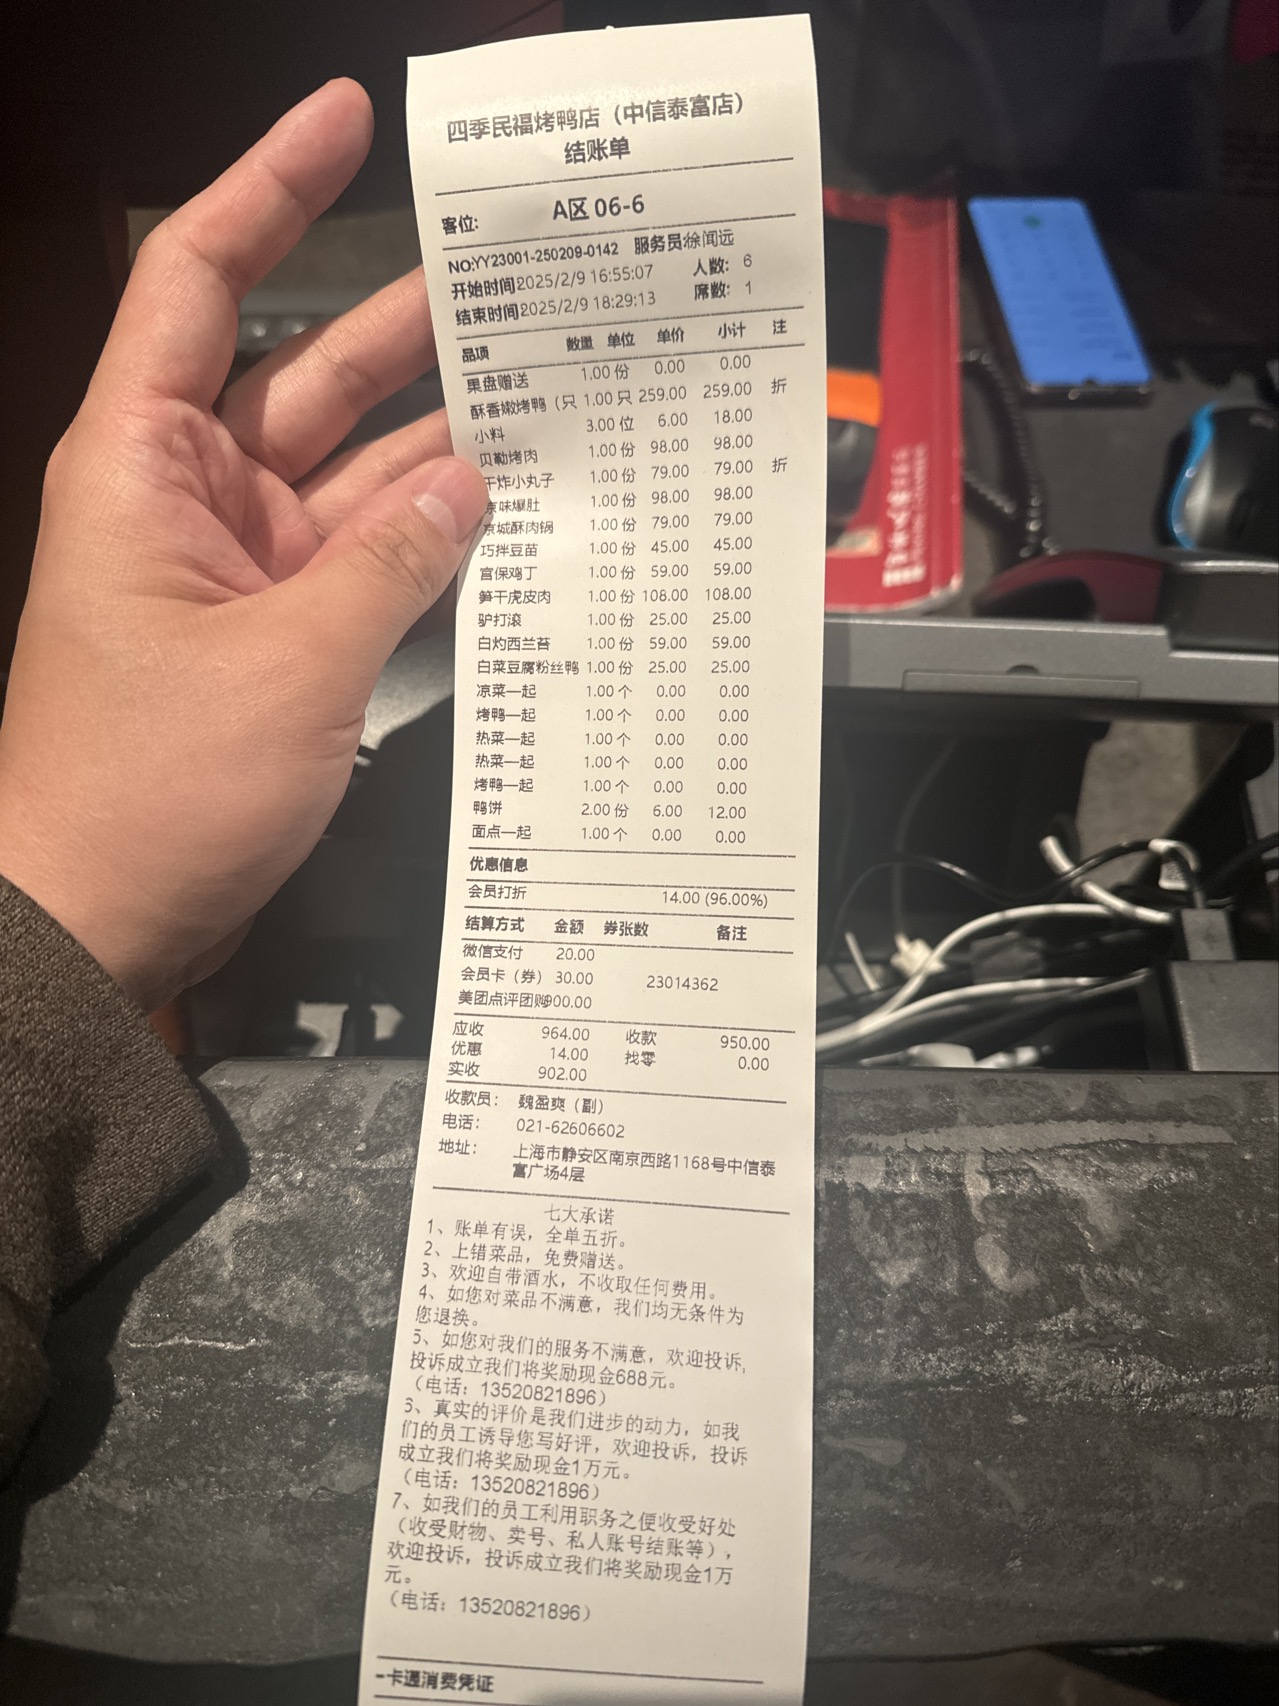 四季民福烤鸭店（中信泰富店）
结账单
客位: A区 06-6
NO:YY23001-250209-0142 服务员:徐闻远
开始时间2025/2/9 16:55:07 人数: 6
结束时间2025/2/9 18:29:13 席数: 1
品项 数量 单位 单价 小计 注
果盘赠送 1.00 份 0.00 0.00
酥香嫩烤鸭（只 1.00 只 259.00 259.00 折
小料 3.00 位 6.00 18.00
贝勒烤肉 1.00 份 98.00 98.00
干炸小丸子 1.00 份 79.00 79.00 折
京味爆肚 1.00 份 98.00 98.00
京城酥肉锅 1.00 份 79.00 79.00
巧拌豆苗 1.00 份 45.00 45.00
宫保鸡丁 1.00 份 59.00 59.00
笋干虎皮肉 1.00 份 108.00 108.00
驴打滚 1.00 份 25.00 25.00
白灼西兰苔 1.00 份 59.00 59.00
白菜豆腐粉丝鸭 1.00 份 25.00 25.00
凉菜一起 1.00 个 0.00 0.00
烤鸭一起 1.00 个 0.00 0.00
热菜一起 1.00 个 0.00 0.00
热菜一起 1.00 个 0.00 0.00
烤鸭一起 1.00 个 0.00 0.00
鸭饼 2.00 份 6.00 12.00
面点一起 1.00 个 0.00 0.00
优惠信息
会员打折 14.00 (96.00%)
结算方式 金额 券张数 备注
微信支付 20.00
会员卡（券） 30.00 23014362
美团点评团购900.00
应收 964.00 收款 950.00
优惠 14.00 找零 0.00
实收 902.00
收款员: 魏盈爽（副）
电话: 021-62606602
地址: 上海市静安区南京西路1168号中信泰
富广场4层
七大承诺
1、账单有误，全单五折。
2、上错菜品，免费赠送。
3、欢迎自带酒水，不收取任何费用。
4、如您对菜品不满意，我们均无条件为
您退换。
5、如您对我们的服务不满意，欢迎投诉,
投诉成立我们将奖励现金688元。
（电话: 13520821896）
6、真实的评价是我们进步的动力，如我
们的员工诱导您写好评，欢迎投诉，投诉
成立我们将奖励现金1万元。
（电话: 13520821896）
7、如我们的员工利用职务之便收受好处
（收受财物、卖号、私人账号结账等），
欢迎投诉，投诉成立我们将奖励现金1万
元。
（电话: 13520821896）
一卡通消费凭证